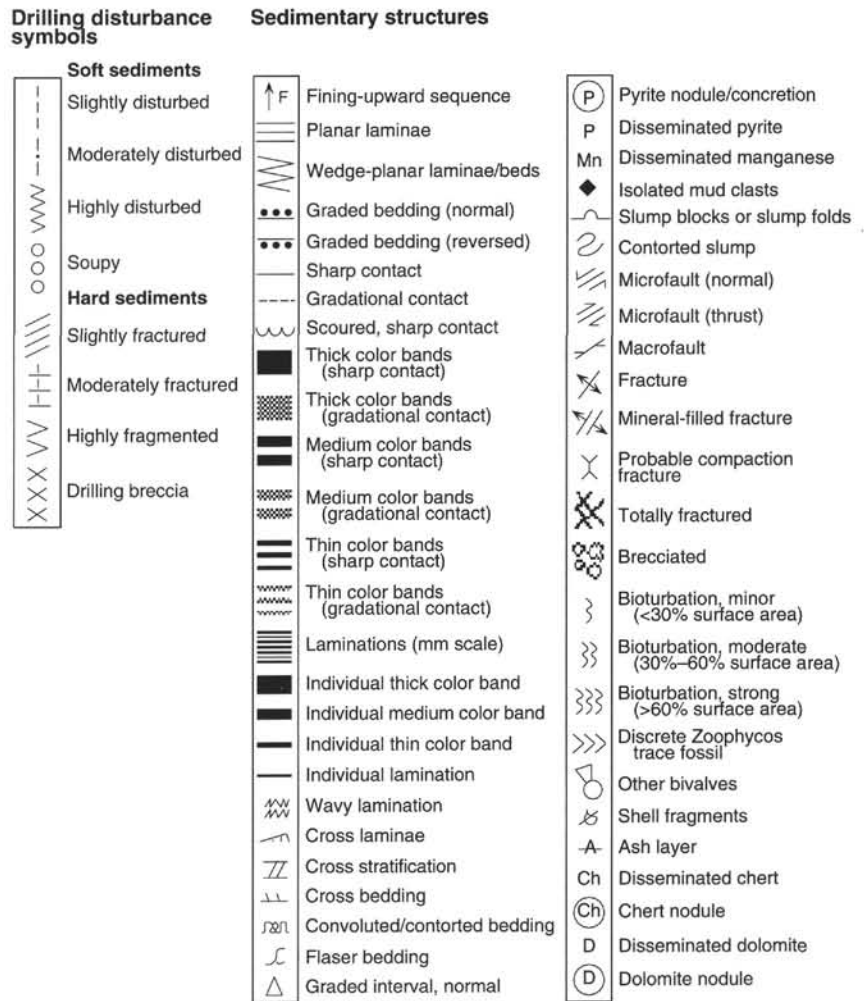 Drilling disturbance
symbols
Soft sediments
Slightly disturbed
Moderately disturbed
Highly disturbed
Soupy
Hard sediments
Slightly fractured
Moderately fractured
Highly fragmented
Drilling breccia
Sedimentary structures
F Fining-upward sequence
Planar laminae
Wedge-planar laminae/beds
Graded bedding (normal)
Graded bedding (reversed)
Sharp contact
Gradational contact
Scoured, sharp contact
Thick color bands
(sharp contact)
Thick color bands
(gradational contact)
Medium color bands
(sharp contact)
Medium color bands
(gradational contact)
Thin color bands
(sharp contact)
Thin color bands
(gradational contact)
Laminations (mm scale)
Individual thick color band
Individual medium color band
Individual thin color band
Individual lamination
Wavy lamination
Cross laminae
Cross stratification
Cross bedding
Convoluted/contorted bedding
Flaser bedding
Graded interval, normal
P Pyrite nodule/concretion
P Disseminated pyrite
Mn Disseminated manganese
Isolated mud clasts
Slump blocks or slump folds
Contorted slump
Microfault (normal)
Microfault (thrust)
Macrofault
Fracture
Mineral-filled fracture
Probable compaction
fracture
Totally fractured
Brecciated
Bioturbation, minor
(<30% surface area)
Bioturbation, moderate
(30%–60% surface area)
Bioturbation, strong
(>60% surface area)
Discrete Zoophycos
trace fossil
Other bivalves
Shell fragments
A Ash layer
Ch Disseminated chert
Ch Chert nodule
D Disseminated dolomite
D Dolomite nodule